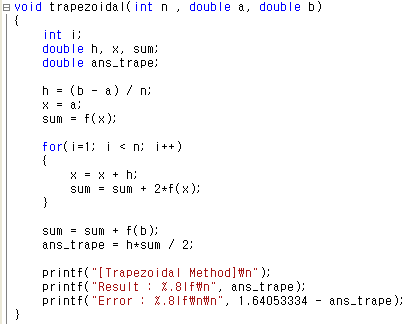 void trapezoidal(int n , double a, double b)
{
int i;
double h, x, sum;
double ans_trape;
h = (b - a) / n;
x = a;
sum = f(x);
for(i=1; i < n; i++)
{
x = x + h;
sum = sum + 2*f(x);
}
sum = sum + f(b);
ans_trape = h*sum / 2;
printf("[Trapezoidal Method]₩n");
printf("Result : %.8lf₩n", ans_trape);
printf("Error : %.8lf₩n₩n", 1.64053334 - ans_trape);
}